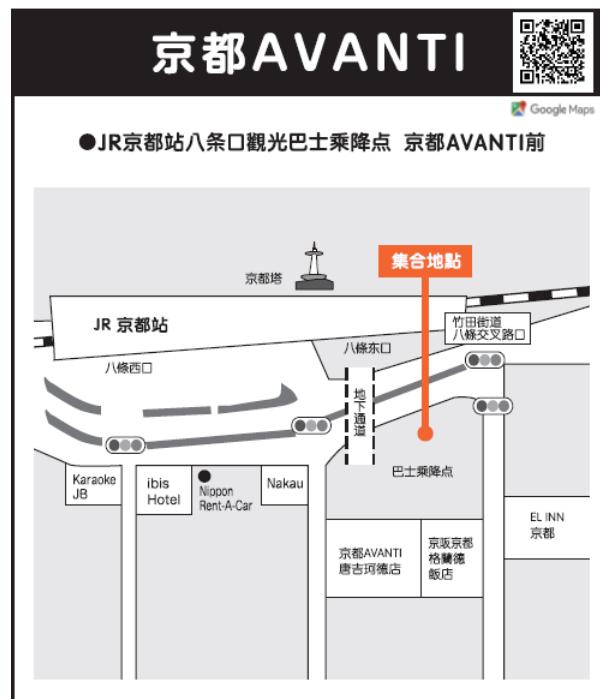 京都AVANTI
Google Maps
●JR京都站八条口觀光巴士乘降点 京都AVANTI前
集合地點
京都塔
JR 京都站
竹田街道
八條交叉路口
八條东口
八條西口
地下通道
巴士乘降点
Karaoke
JB
ibis
Hotel
Nippon
Rent-A-Car
Nakau
EL INN
京都
京都AVANTI
唐吉珂德店
京阪京都
格蘭德
飯店